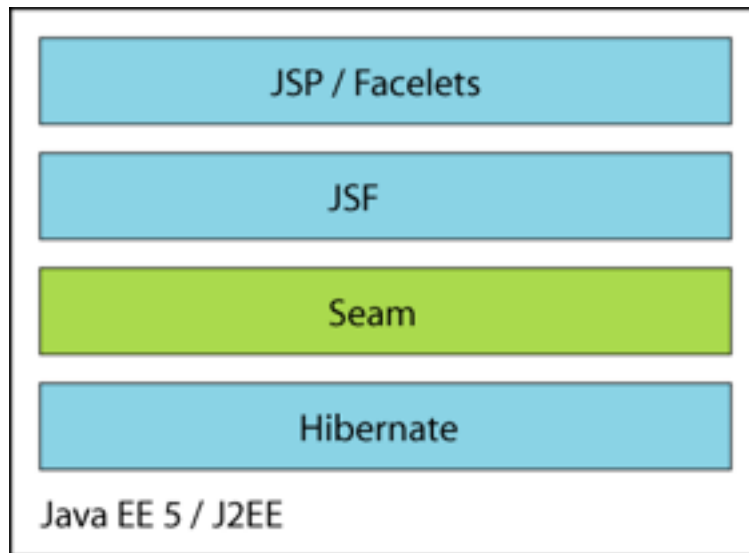 JSP / Facelets
JSF
Seam
Hibernate
Java EE 5 / J2EE